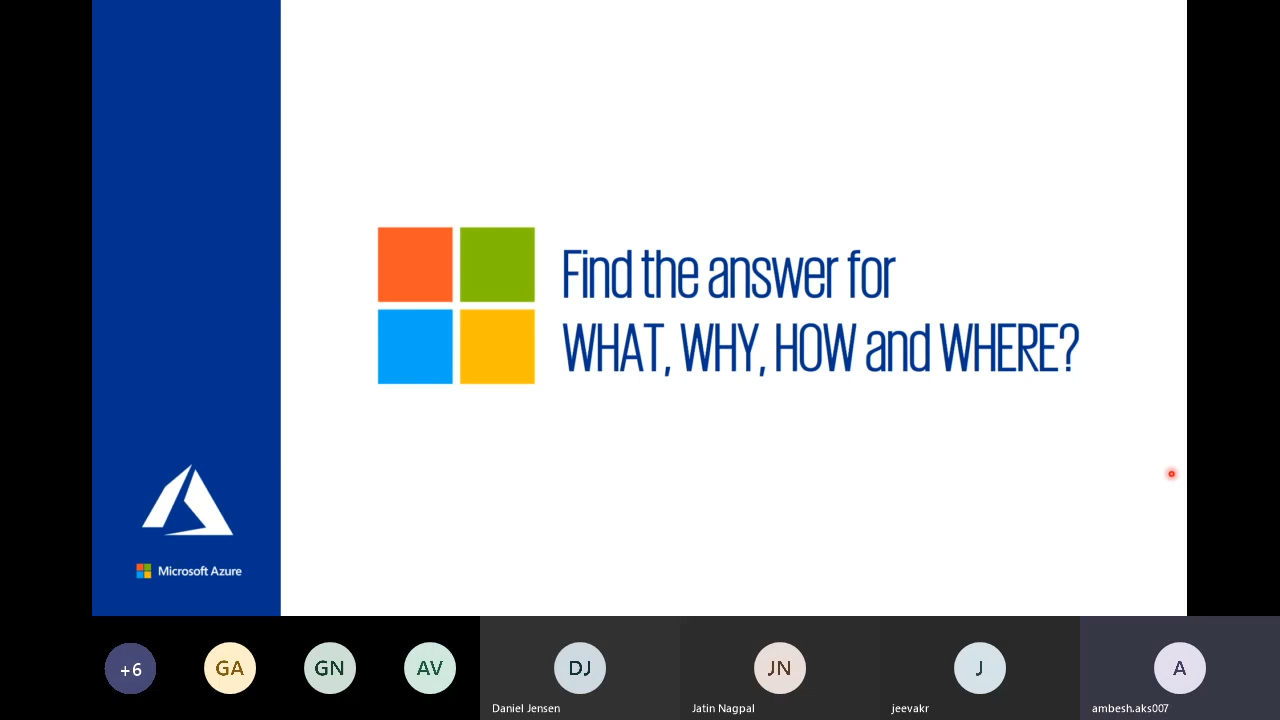 Find the answer for
WHAT, WHY, HOW and WHERE?
Microsoft Azure
+6
GA
GN
AV
DJ
JN
J
A
Daniel Jensen
Jatin Nagpal
jeevakr
ambesh.aks007